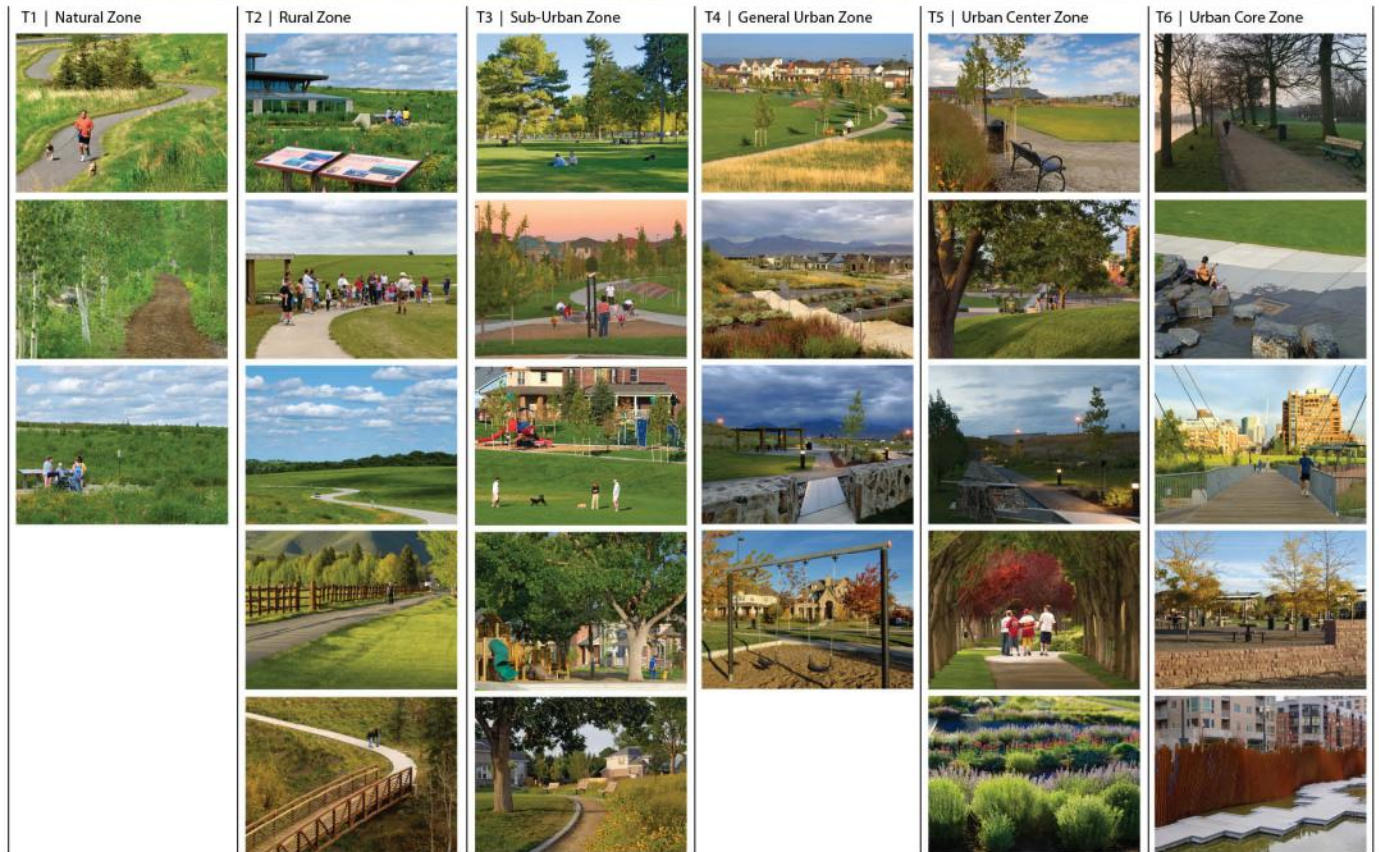 T1 | Natural Zone
T2 | Rural Zone
T3 | Sub-Urban Zone
T4 | General Urban Zone
T5 | Urban Center Zone
T6 | Urban Core Zone